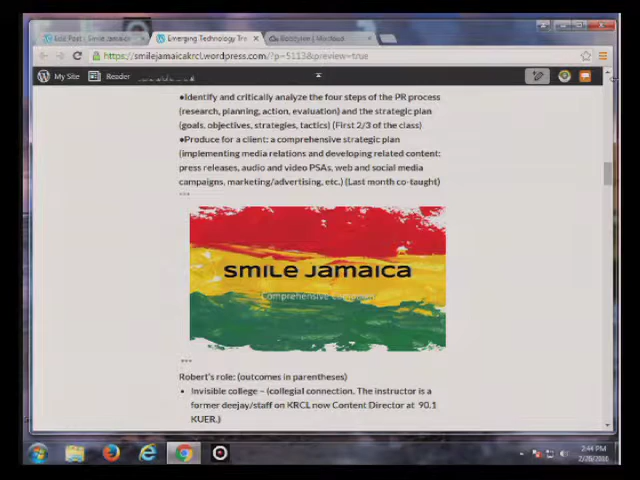 Emerging Technology Tra
https://smilejamaicakrcl.wordpress.com/?p=5113&preview=true
My Site Reader
●Identify and critically analyze the four steps of the PR process
(research, planning, action, evaluation) and the strategic plan
(goals, objectives, strategies, tactics) (First 2/3 of the class)
●Produce for a client: a comprehensive strategic plan
(implementing media relations and developing related content:
press releases, audio and video PSAs, web and social media
campaigns, marketing/advertising, etc.) (Last month co-taught)
***
SMILE JAMAICA
Comprehensive
***
Robert's role: (outcomes in parentheses)
• Invisible college – (collegial connection. The instructor is a
former deejay/staff on KRCL now Content Director at 90.1
KUER.)
2:44 PM